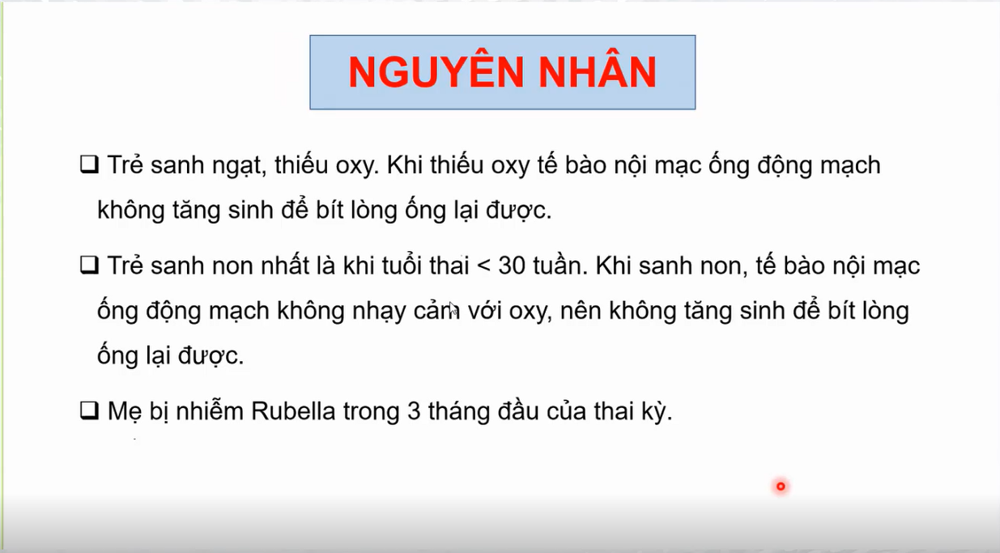 NGUYÊN NHÂN
❑ Trẻ sanh ngạt, thiếu oxy. Khi thiếu oxy tế bào nội mạc ống động mạch
không tăng sinh để bít lòng ống lại được.
❑ Trẻ sanh non nhất là khi tuổi thai < 30 tuần. Khi sanh non, tế bào nội mạc
ống động mạch không nhạy cảm với oxy, nên không tăng sinh để bít lòng
ống lại được.
❑ Mẹ bị nhiễm Rubella trong 3 tháng đầu của thai kỳ.